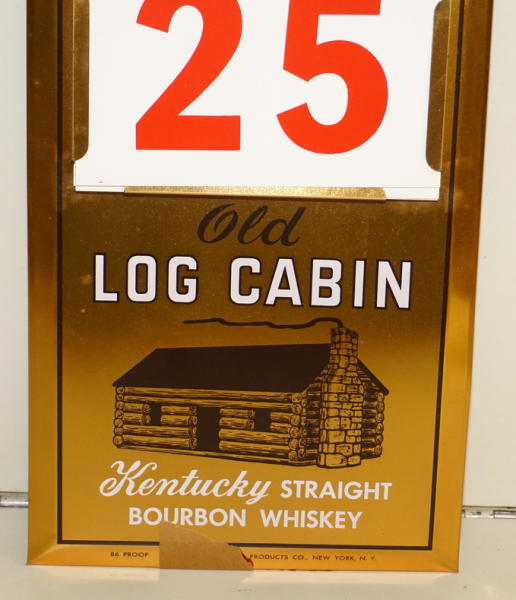 25
Old
LOG CABIN
Kentucky STRAIGHT
BOURBON WHISKEY
86 PROOF PRODUCTS CO., NEW YORK, N. Y.